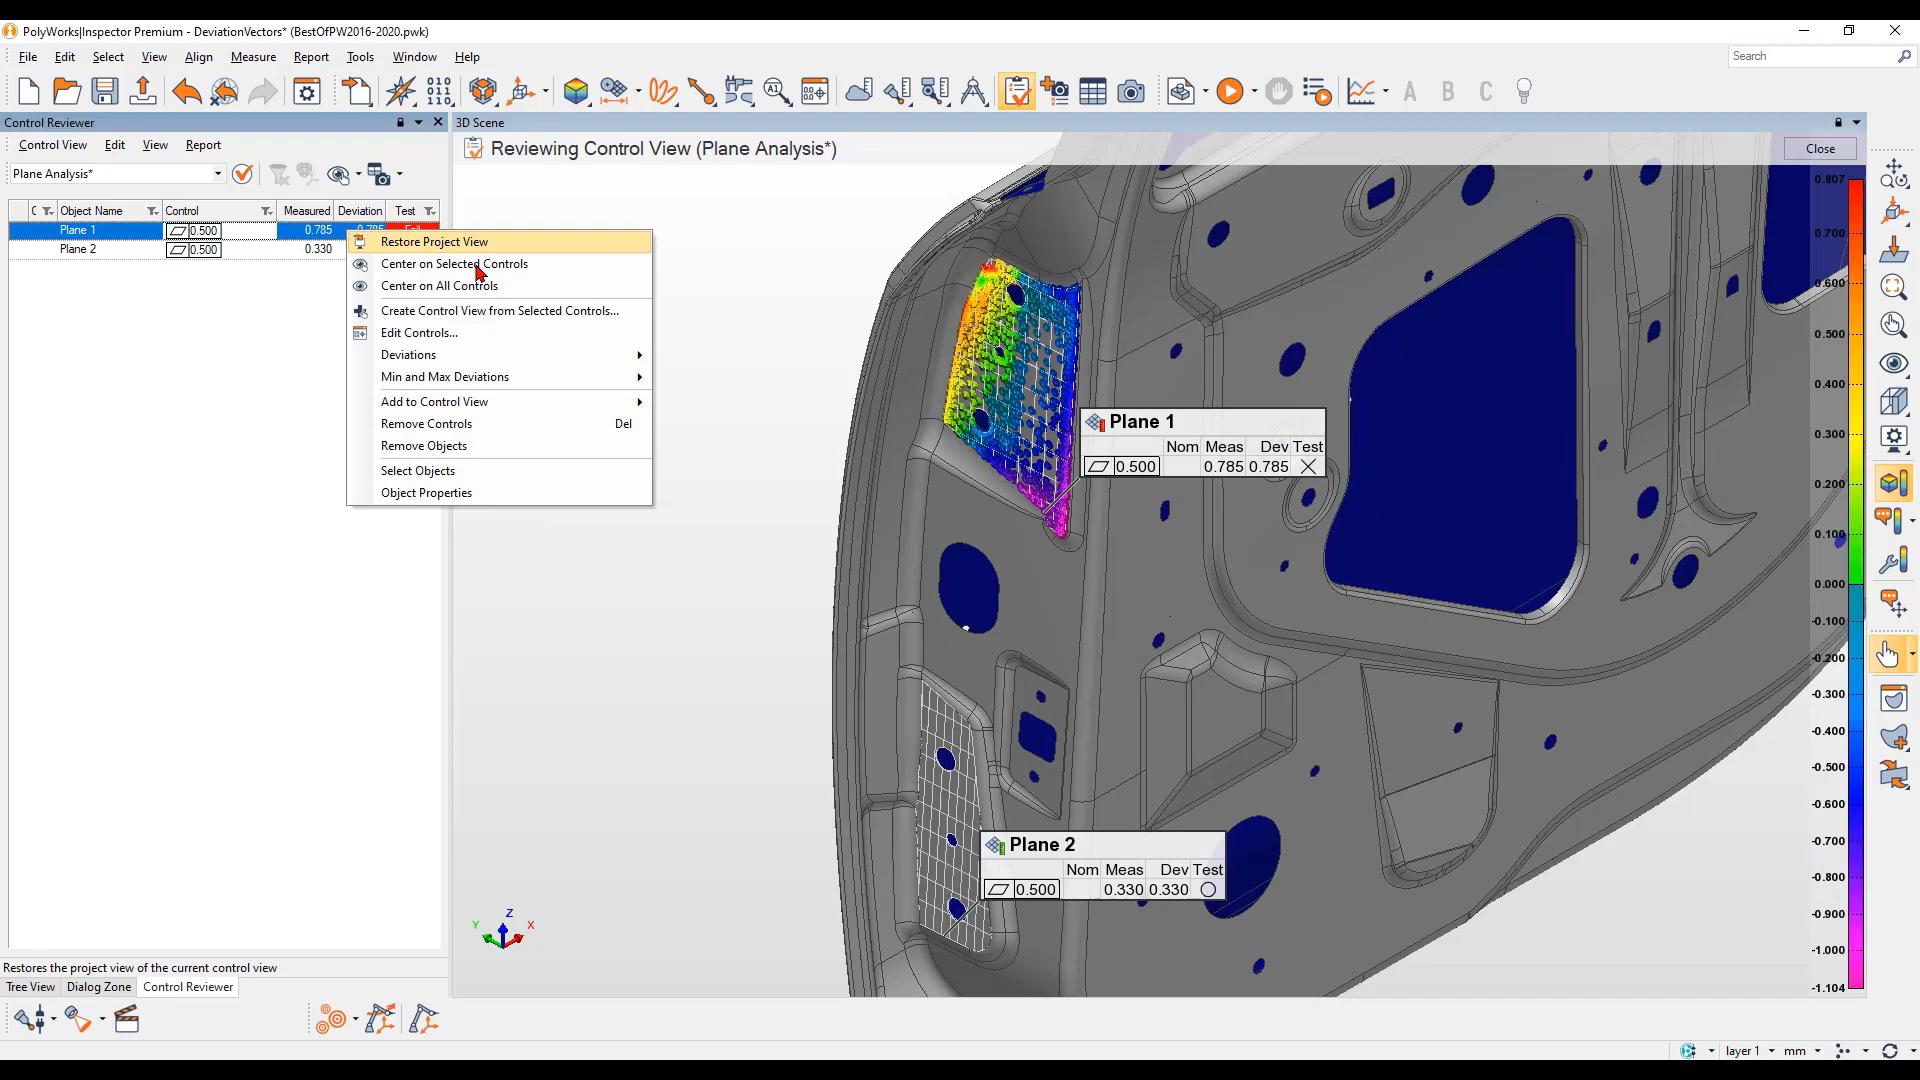 PolyWorks|Inspector Premium - DeviationVectors* (BestOfPW2016-2020.pwk)
File Edit Select View Align Measure Report Tools Window Help
Search
A B C
Control Reviewer
3D Scene
Control View Edit View Report
Reviewing Control View (Plane Analysis*)
Close
Plane Analysis*
C Object Name Control Measured Deviation Test
Plane 1 0.500 0.785
Plane 2 0.500 0.330
Restore Project View
Center on Selected Controls
Center on All Controls
Create Control View from Selected Controls...
Edit Controls...
Deviations
Min and Max Deviations
Add to Control View
Remove Controls Del
Remove Objects
Select Objects
Object Properties
Plane 1
Nom Meas Dev Test
0.500 0.785 0.785
Plane 2
Nom Meas Dev Test
0.500 0.330 0.330
0.807
0.700
0.600
0.500
0.400
0.300
0.200
0.100
0.000
-0.100
-0.200
-0.300
-0.400
-0.500
-0.600
-0.700
-0.800
-0.900
-1.000
-1.104
Z
Y X
Restores the project view of the current control view
Tree View Dialog Zone Control Reviewer
layer 1 mm